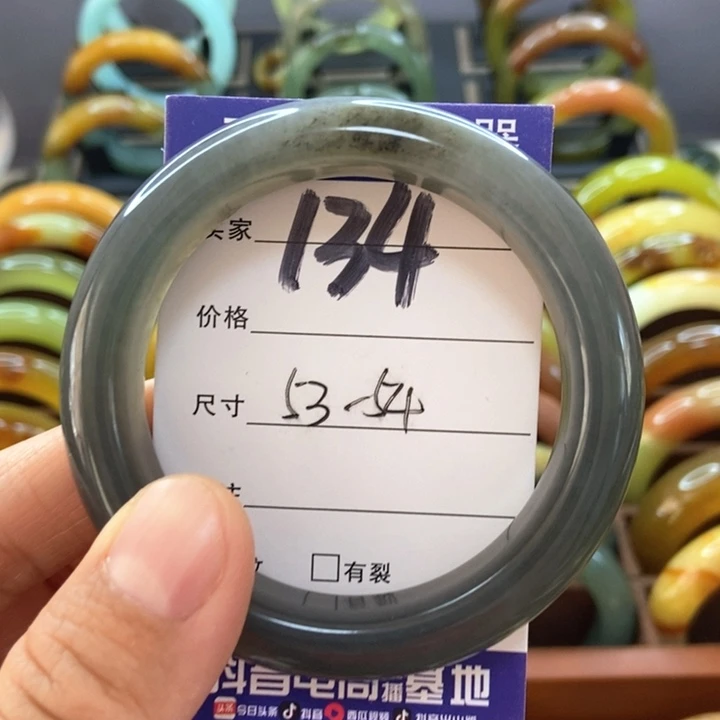 器
134
家
价格
尺寸 53-54
□有裂
抖音电商直播基地
今日头条 抖音 西瓜视频